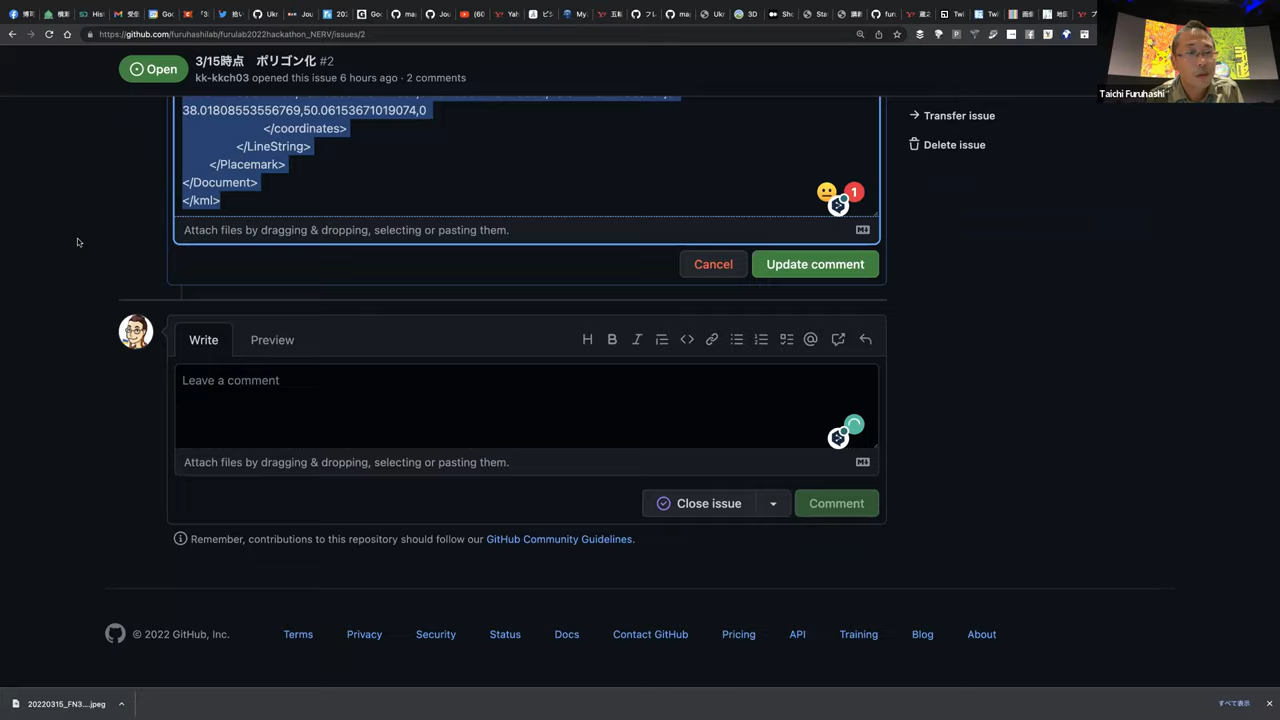 https://github.com/furuhashilab/furulab2022hackathon_NERV/issues/2
Open
3/15時点 ポリゴン化 #2
kk-kkch03 opened this issue 6 hours ago · 2 comments
Taichi Furuhashi
38.01808553556769,50.06153671019074,0
</coordinates>
</LineString>
</Placemark>
</Document>
</kml>
1
Attach files by dragging & dropping, selecting or pasting them.
Cancel
Update comment
Transfer issue
Delete issue
Write
Preview
Leave a comment
Attach files by dragging & dropping, selecting or pasting them.
Close issue
Comment
Remember, contributions to this repository should follow our GitHub Community Guidelines.
© 2022 GitHub, Inc.
Terms
Privacy
Security
Status
Docs
Contact GitHub
Pricing
API
Training
Blog
About
20220315_FN3....jpeg
すべて表示